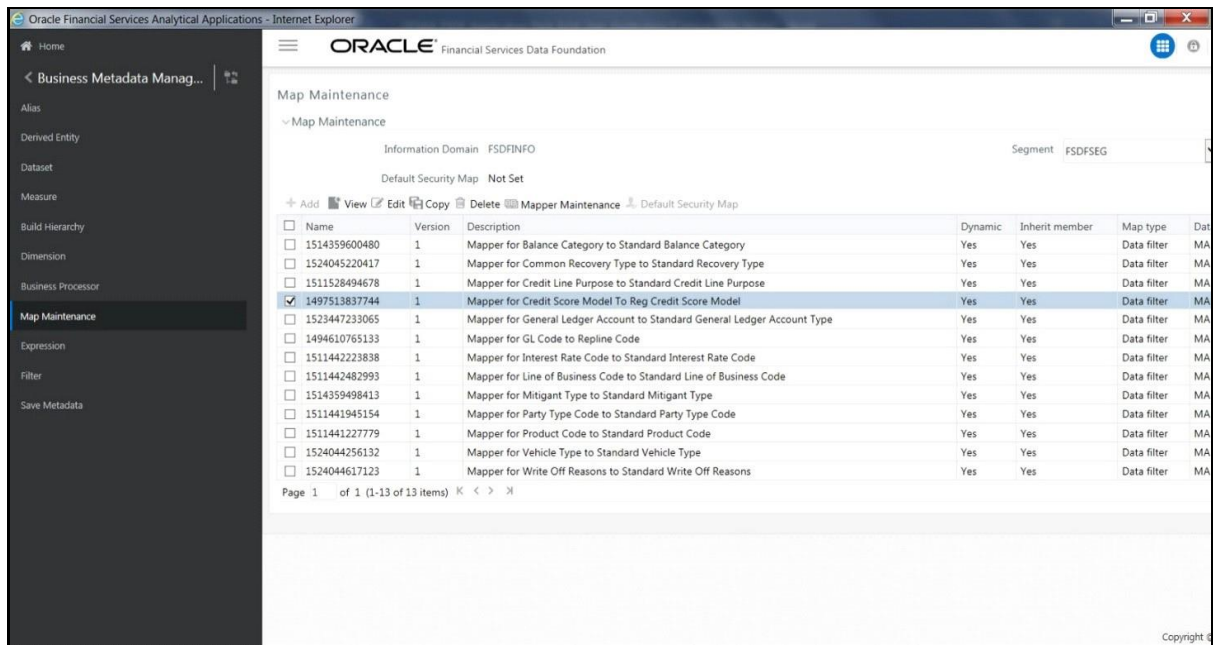 Oracle Financial Services Analytical Applications - Internet Explorer
Home
Business Metadata Manag...
Alias
Derived Entity
Dataset
Measure
Build Hierarchy
Dimension
Business Processor
Map Maintenance
Expression
Filter
Save Metadata
ORACLE® Financial Services Data Foundation
Map Maintenance
Map Maintenance
Information Domain FSDFINFO Segment FSDFSEG
Default Security Map Not Set
Add View Edit Copy Delete Mapper Maintenance Default Security Map
Name Version Description Dynamic Inherit member Map type Dat
1514359600480 1 Mapper for Balance Category to Standard Balance Category Yes Yes Data filter MA
1524045220417 1 Mapper for Common Recovery Type to Standard Recovery Type Yes Yes Data filter MA
1511528494678 1 Mapper for Credit Line Purpose to Standard Credit Line Purpose Yes Yes Data filter MA
1497513837744 1 Mapper for Credit Score Model To Reg Credit Score Model Yes Yes Data filter MA
1523447233065 1 Mapper for General Ledger Account to Standard General Ledger Account Type Yes Yes Data filter MA
1494610765133 1 Mapper for GL Code to Repline Code Yes Yes Data filter MA
1511442223838 1 Mapper for Interest Rate Code to Standard Interest Rate Code Yes Yes Data filter MA
1511442482993 1 Mapper for Line of Business Code to Standard Line of Business Code Yes Yes Data filter MA
1514359498413 1 Mapper for Mitigant Type to Standard Mitigant Type Yes Yes Data filter MA
1511441945154 1 Mapper for Party Type Code to Standard Party Type Code Yes Yes Data filter MA
1511441227779 1 Mapper for Product Code to Standard Product Code Yes Yes Data filter MA
1524044256132 1 Mapper for Vehicle Type to Standard Vehicle Type Yes Yes Data filter MA
1524044617123 1 Mapper for Write Off Reasons to Standard Write Off Reasons Yes Yes Data filter MA
Page 1 of 1 (1-13 of 13 items)
Copyright ©